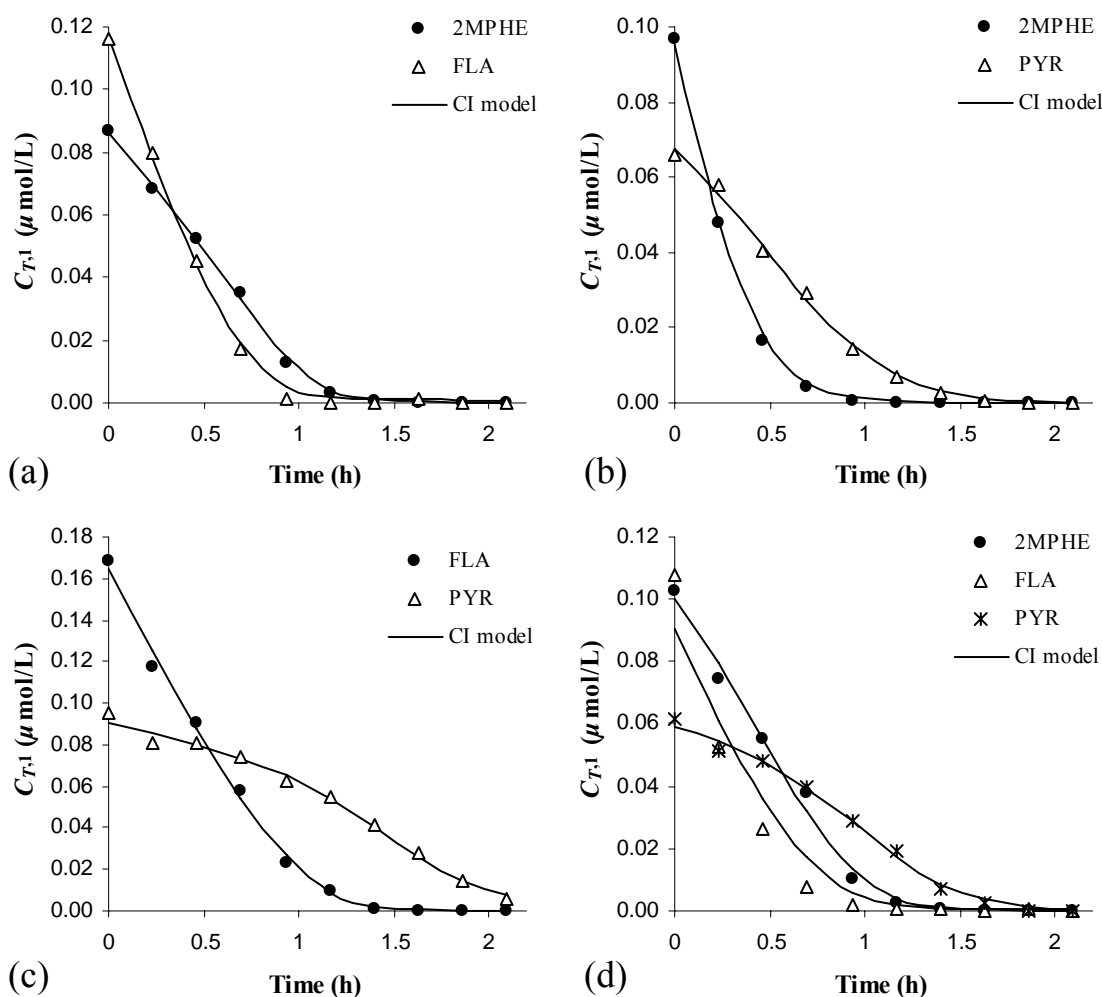 0.12
0.10
0.08
0.06
0.04
0.02
0.00
C_T,1 (μ mol/L)
2MPHE
FLA
CI model
0 0.5 1 1.5 2
Time (h)
(a)
0.10
0.08
0.06
0.04
0.02
0.00
C_T,1 (μ mol/L)
2MPHE
PYR
CI model
0 0.5 1 1.5 2
Time (h)
(b)
0.18
0.16
0.14
0.12
0.10
0.08
0.06
0.04
0.02
0.00
C_T,1 (μ mol/L)
FLA
PYR
CI model
0 0.5 1 1.5 2
Time (h)
(c)
0.12
0.10
0.08
0.06
0.04
0.02
0.00
C_T,1 (μ mol/L)
2MPHE
FLA
PYR
CI model
0 0.5 1 1.5 2
Time (h)
(d)